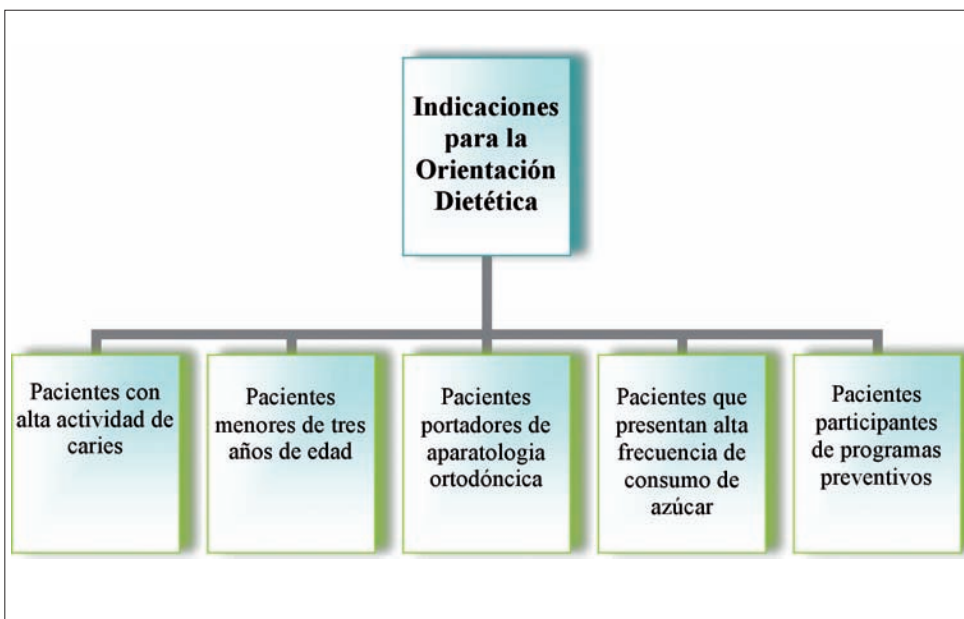 Indicaciones
para la
Orientación
Dietética
Pacientes con
alta actividad de
caries
Pacientes
menores de tres
años de edad
Pacientes
portadores de
aparatologia
ortodóncica
Pacientes que
presentan alta
frecuencia de
consumo de
azúcar
Pacientes
participantes
de programas
preventivos